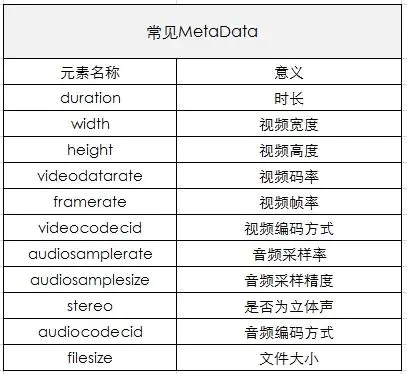 常见MetaData
元素名称 意义
duration 时长
width 视频宽度
height 视频高度
videodatarate 视频码率
framerate 视频帧率
videocodecid 视频编码方式
audiosamplerate 音频采样率
audiosamplesize 音频采样精度
stereo 是否为立体声
audiocodecid 音频编码方式
filesize 文件大小